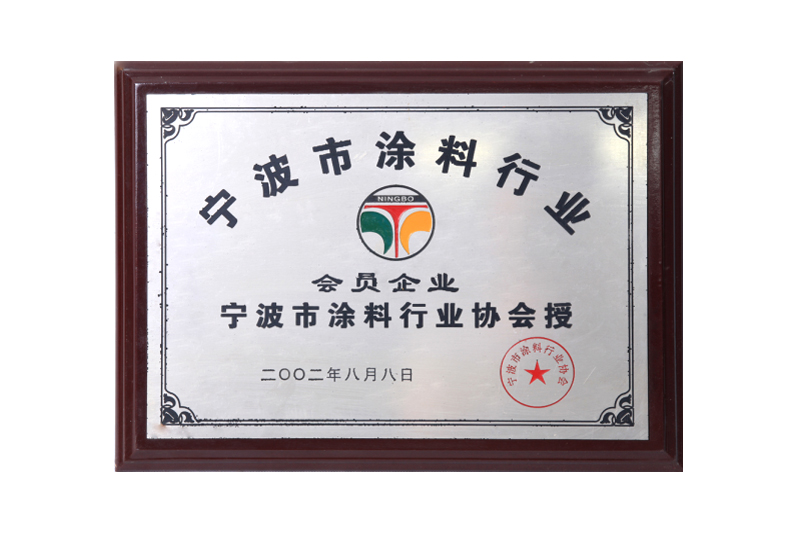 宁波市涂料行业
NINGBO
会员企业
宁波市涂料行业协会授
二〇〇二年八月八日
宁波市涂料行业协会